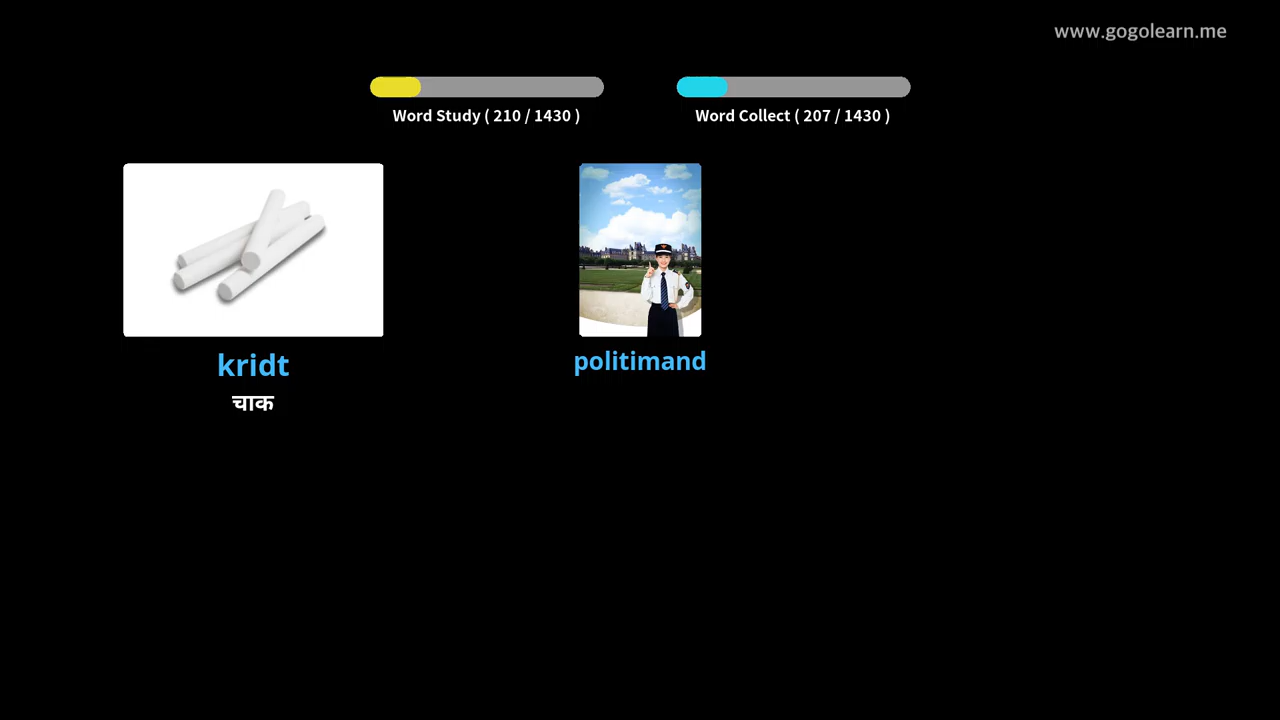 www.gogolearn.me
Word Study ( 210 / 1430 )
Word Collect ( 207 / 1430 )
kridt
चाक
politimand